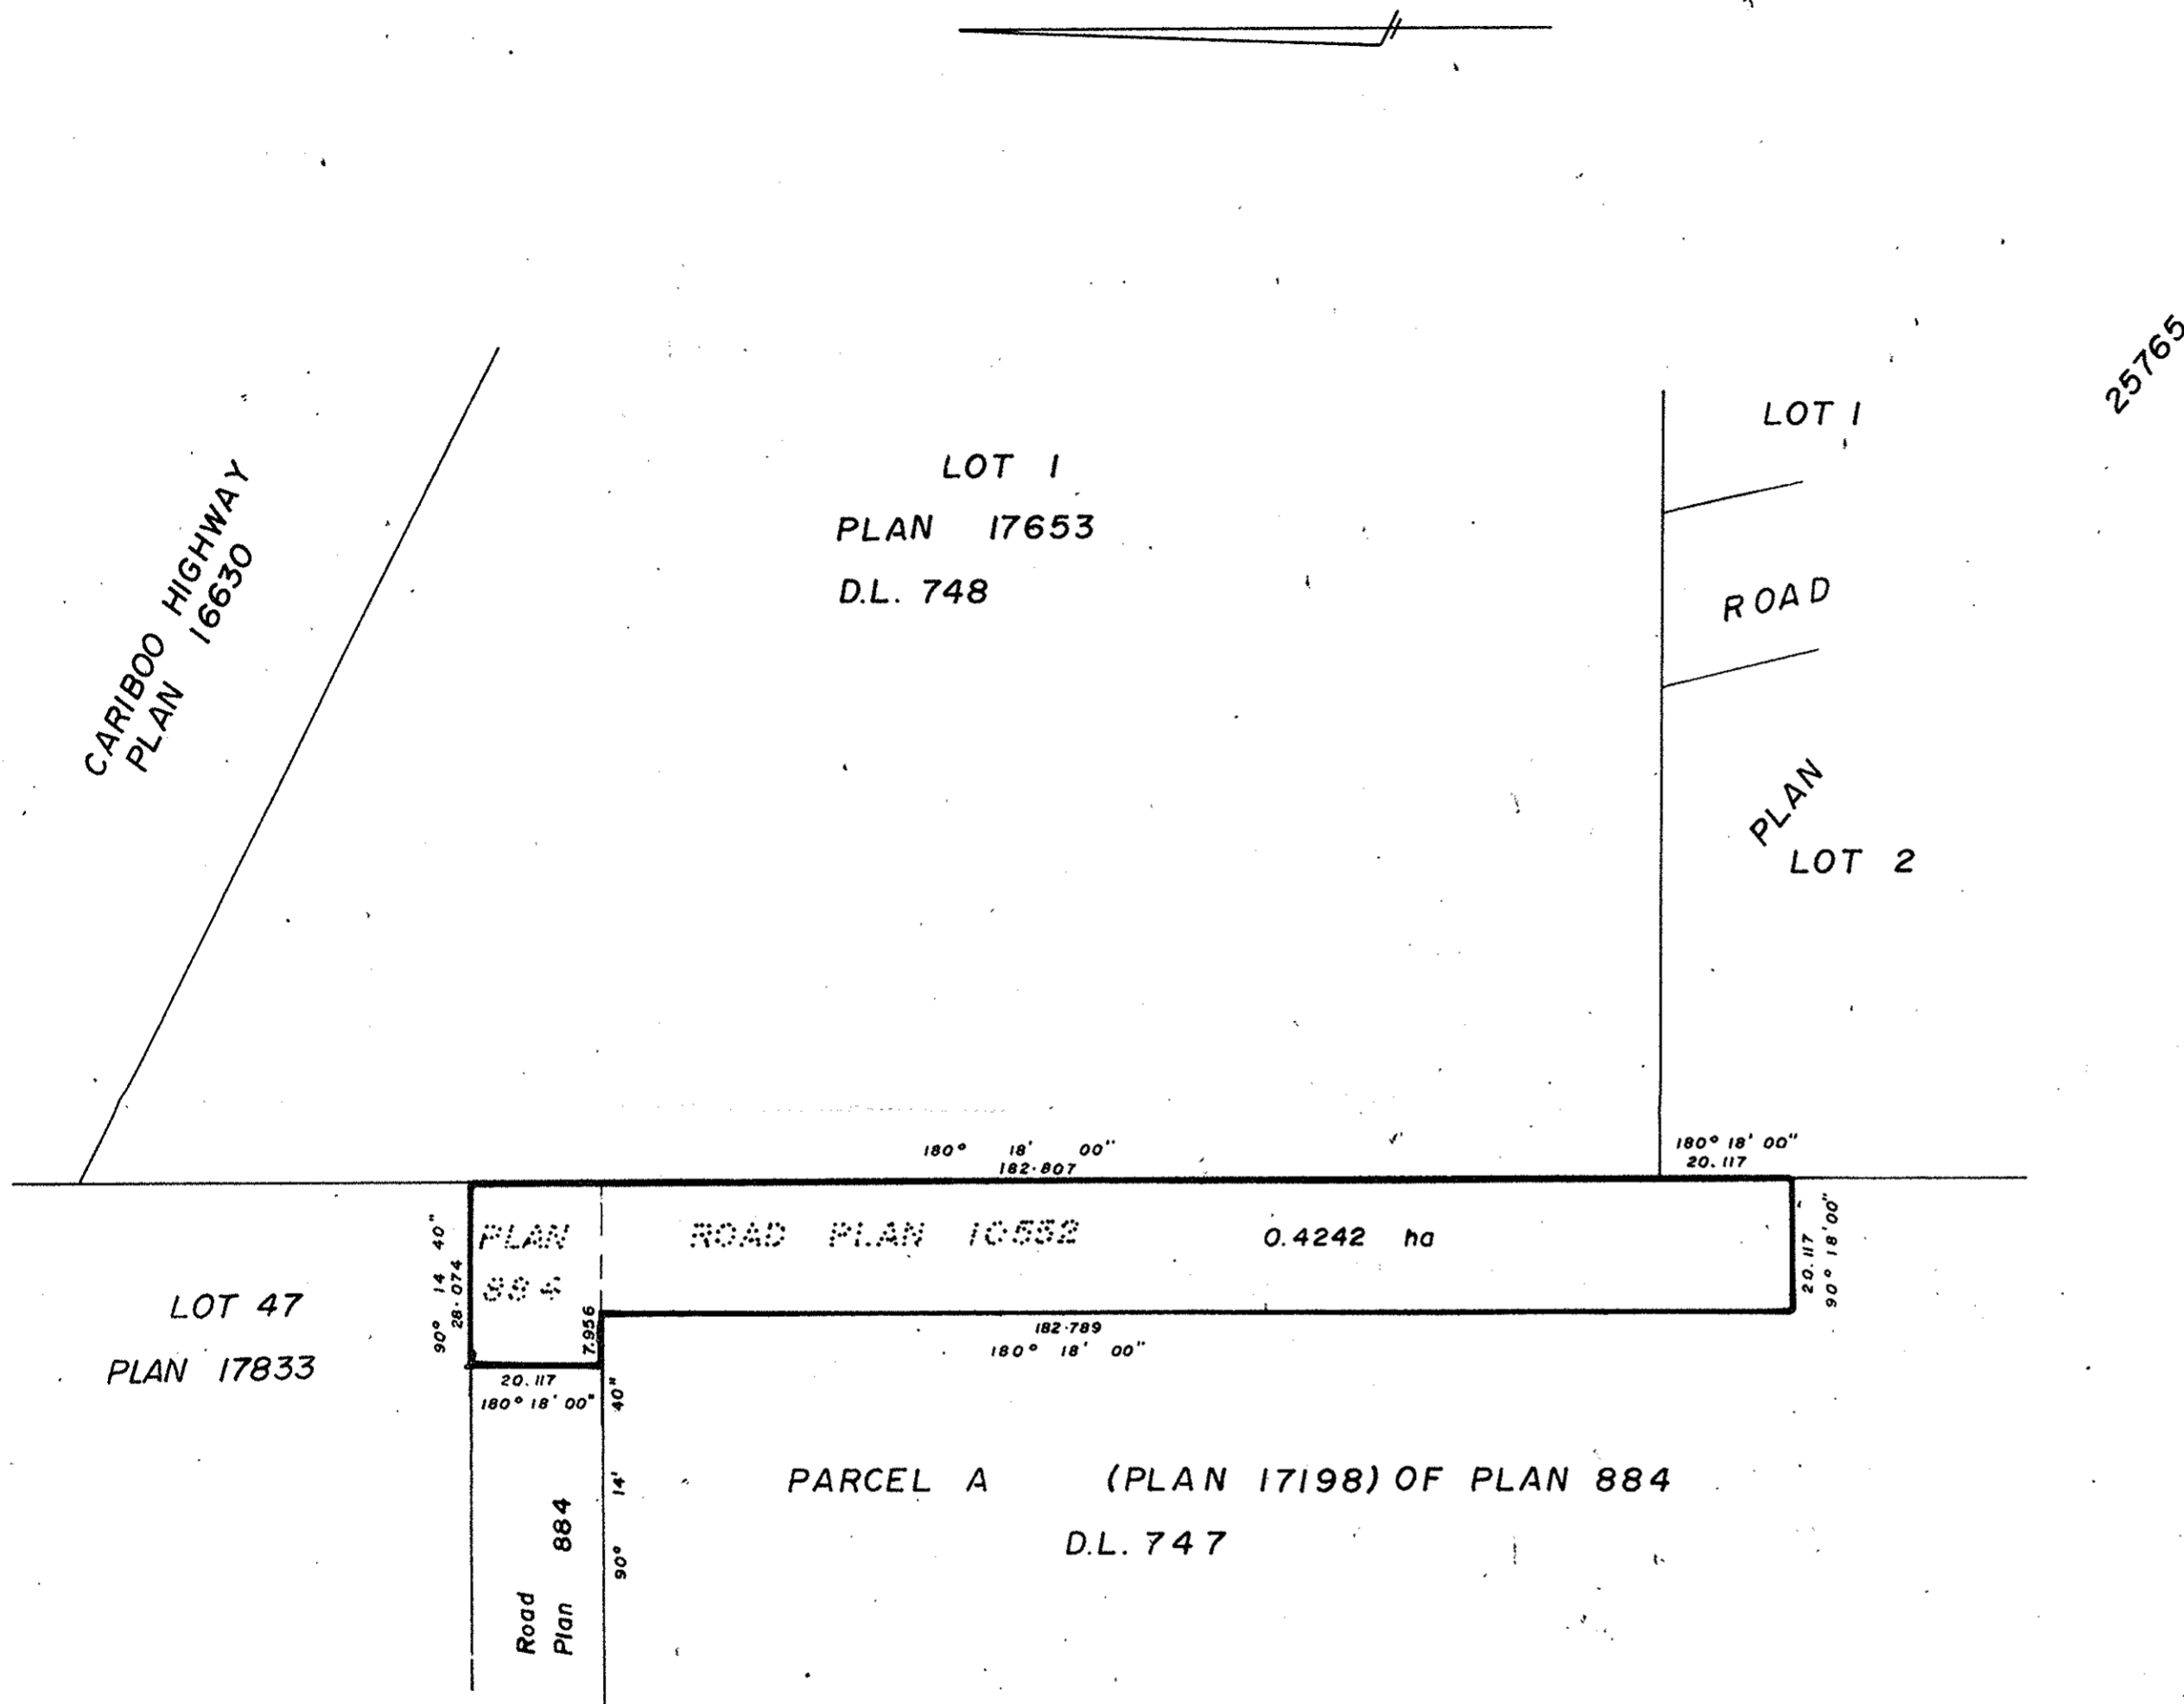 25765
LOT 1
LOT 1
PLAN 17653
D.L. 748
CARIBOO HIGHWAY
PLAN 16630
ROAD
PLAN
LOT 2
180° 18' 00"
182.807
180° 18' 00"
20.117
90° 14 40"
28.074
PLAN
884
ROAD PLAN 10552
0.4242 ha
20.117
90° 18' 00"
7.956
LOT 47
PLAN 17833
182.789
180° 18' 00"
20.117
180° 18' 00"
90° 14' 40"
PARCEL A (PLAN 17198) OF PLAN 884
D.L. 747
Road
Plan 884